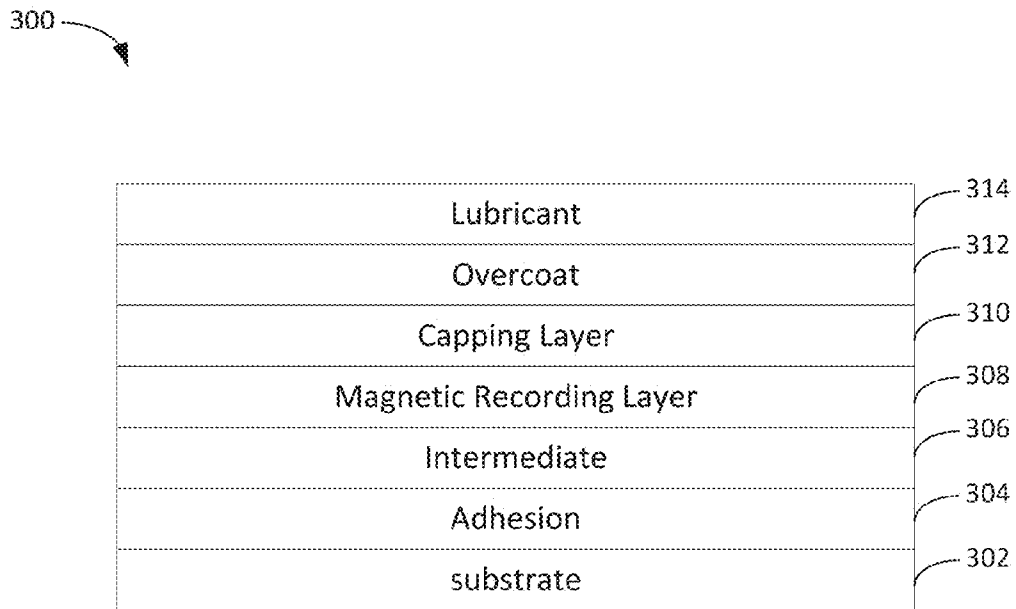 300
Lubricant 314
Overcoat 312
Capping Layer 310
Magnetic Recording Layer 308
Intermediate 306
Adhesion 304
substrate 302